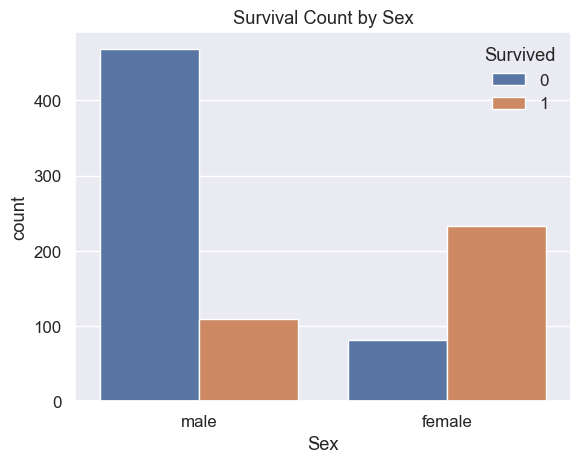 Survival Count by Sex
Survived
0
1
400
300
200
100
0
count
male
female
Sex